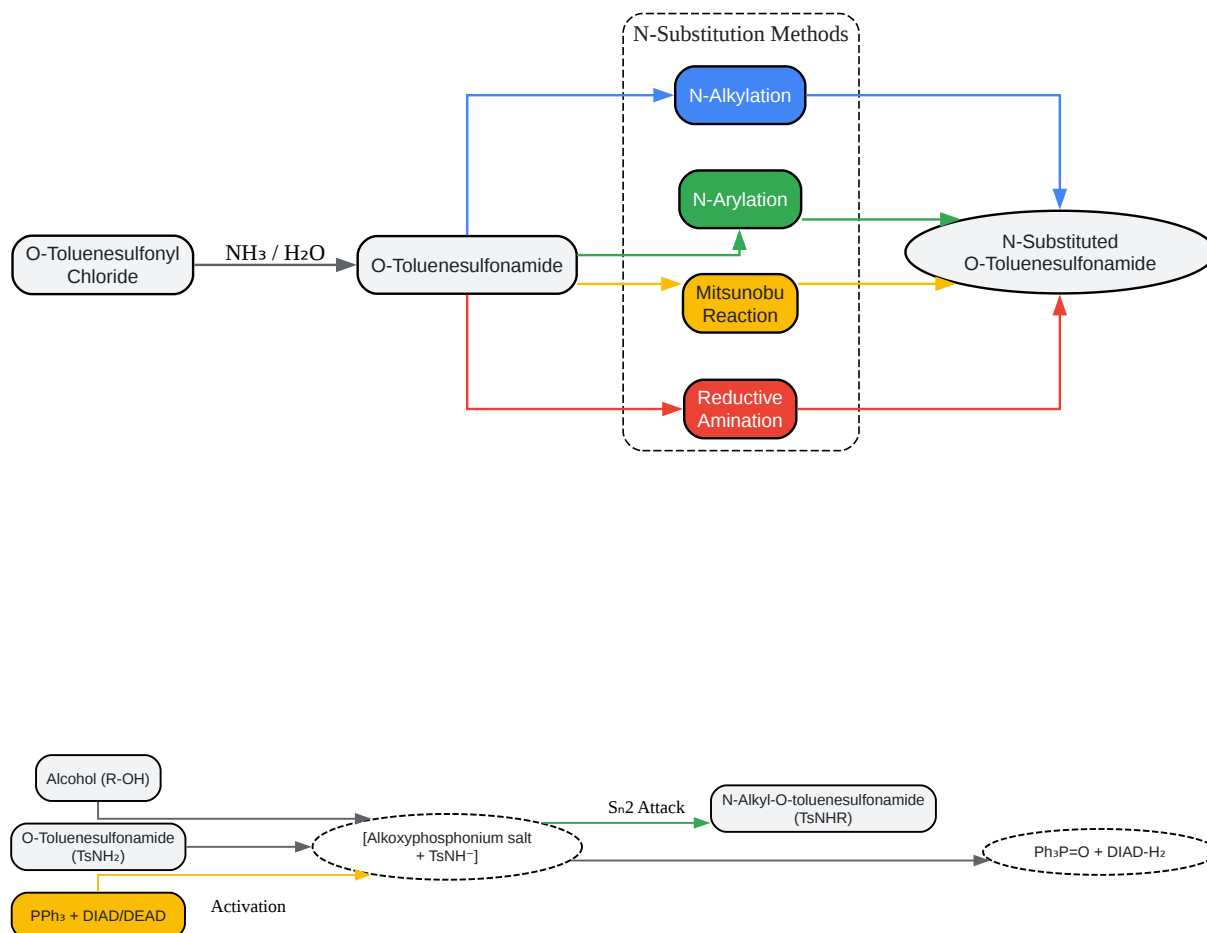 N-Substitution Methods
N-Alkylation
N-Arylation
O-Toluenesulfonyl
Chloride
NH₃ / H₂O
O-Toluenesulfonamide
N-Substituted
O-Toluenesulfonamide
Mitsunobu
Reaction
Reductive
Amination
Alcohol (R-OH)
O-Toluenesulfonamide
(TsNH₂)
PPh₃ + DIAD/DEAD
Activation
[Alkoxyphosphonium salt
+ TsNH⁻]
Sₙ2 Attack
N-Alkyl-O-toluenesulfonamide
(TsNHR)
Ph₃P=O + DIAD-H₂